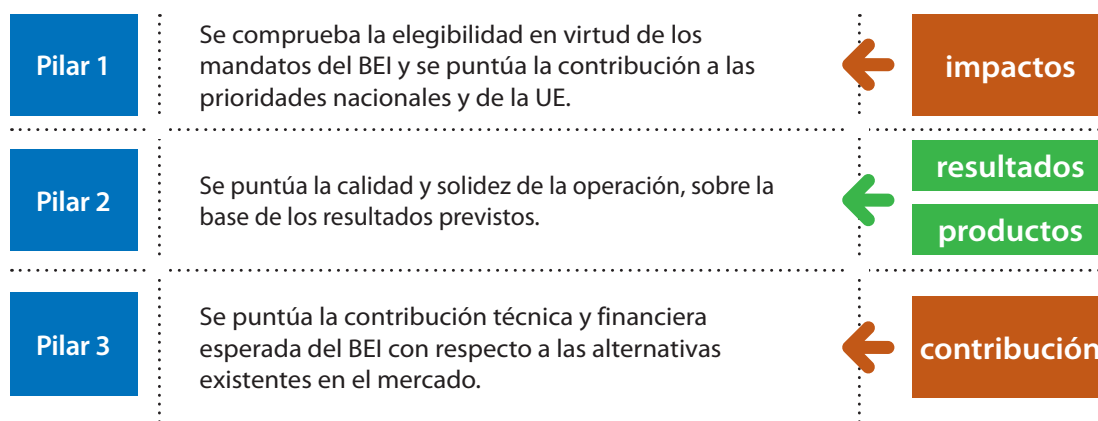 Pilar 1
Se comprueba la elegibilidad en virtud de los
mandatos del BEI y se puntúa la contribución a las
prioridades nacionales y de la UE.
impactos
Pilar 2
Se puntúa la calidad y solidez de la operación, sobre la
base de los resultados previstos.
resultados
productos
Pilar 3
Se puntúa la contribución técnica y financiera
esperada del BEI con respecto a las alternativas
existentes en el mercado.
contribución